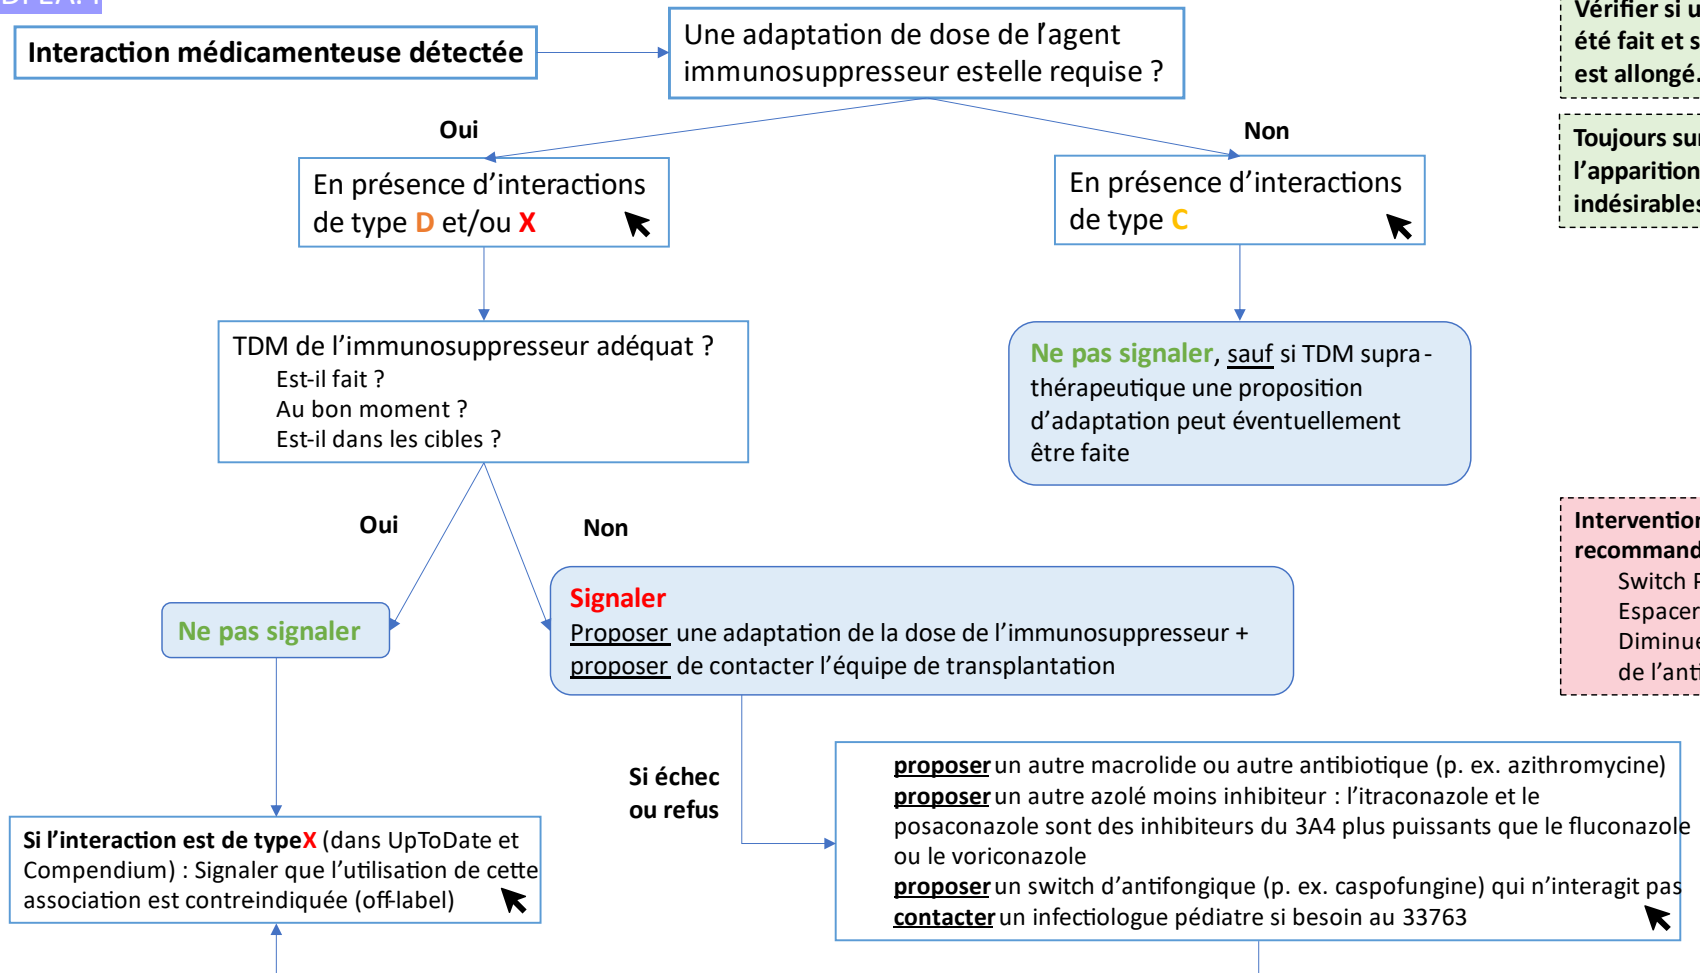 Interaction médicamenteuse détectée
Une adaptation de dose de l'agent
immunosuppresseur est-elle requise ?
Vérifier si
été fait et
est allongé.
Oui
Non
Toujours
l'apparition
indésirables
En présence d'interactions
de type D et/ou X
En présence d'interactions
de type C
TDM de l'immunosuppresseur adéquat ?
Est-il fait ?
Au bon moment ?
Est-il dans les cibles ?
Ne pas signaler, sauf si TDM supra-
thérapeutique une proposition
d'adaptation peut éventuellement
être faite
Oui
Non
Switch
Espacer
de
Ne pas signaler
Signaler
Proposer une adaptation de la dose de l'immunosuppresseur +
proposer de contacter l'équipe de transplantation
Si échec
ou refus
Si l'interaction est de type X (dans UpToDate et
Compendium) : Signaler que l'utilisation de cette
association est contreindiquée (off-label)
proposer un autre macrolide ou autre antibiotique (p. ex. azithromycine)
proposer un autre azolé moins inhibiteur : l'itraconazole et le
posaconazole sont des inhibiteurs du 3A4 plus puissants que le fluconazole
ou le voriconazole
proposer un switch d'antifongique (p. ex. caspofungine) qui n'interagit pas
contacter un infectiologue pédiatre si besoin au 33763